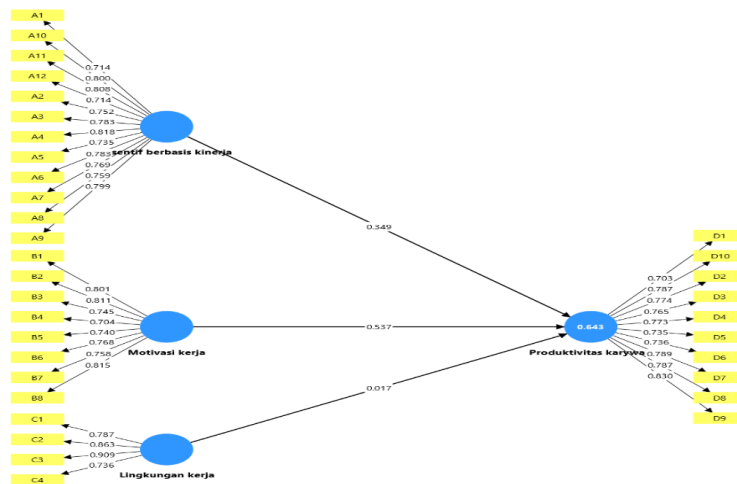 A1
A10
A11
A12
A2
A3
A4
A5
A6
A7
A8
A9
0.714
0.800
0.808
0.714
0.752
0.783
0.818
0.735
0.783
0.769
0.759
0.799
sentif berbasis kinerja
B1
B2
B3
B4
B5
B6
B7
B8
0.801
0.811
0.745
0.704
0.740
0.768
0.758
0.815
Motivasi kerja
C1
C2
C3
C4
0.787
0.863
0.909
0.736
Lingkungan kerja
0.349
0.537
0.017
0.643
Produktivitas karywa
0.703
0.787
0.774
0.765
0.773
0.735
0.736
0.789
0.787
0.830
D1
D10
D2
D3
D4
D5
D6
D7
D8
D9